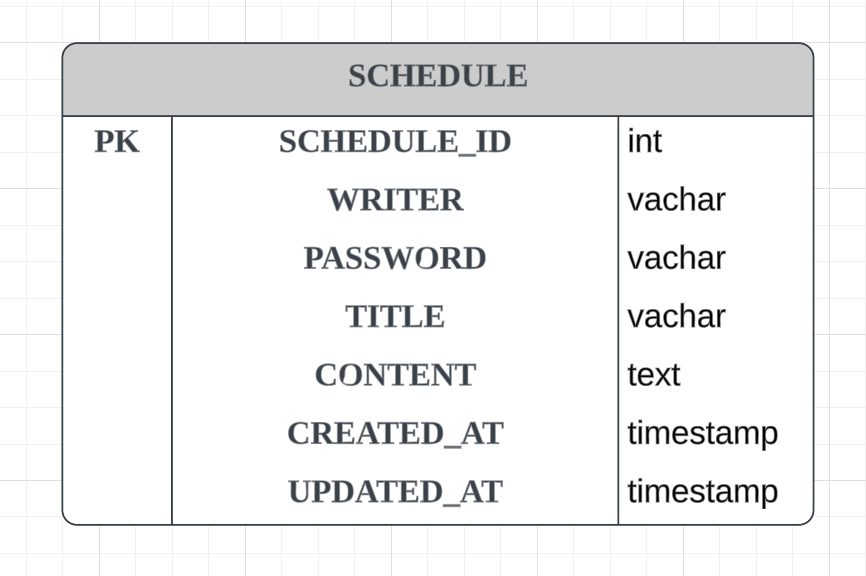 SCHEDULE
PK SCHEDULE_ID int
WRITER vachar
PASSWORD vachar
TITLE vachar
CONTENT text
CREATED_AT timestamp
UPDATED_AT timestamp